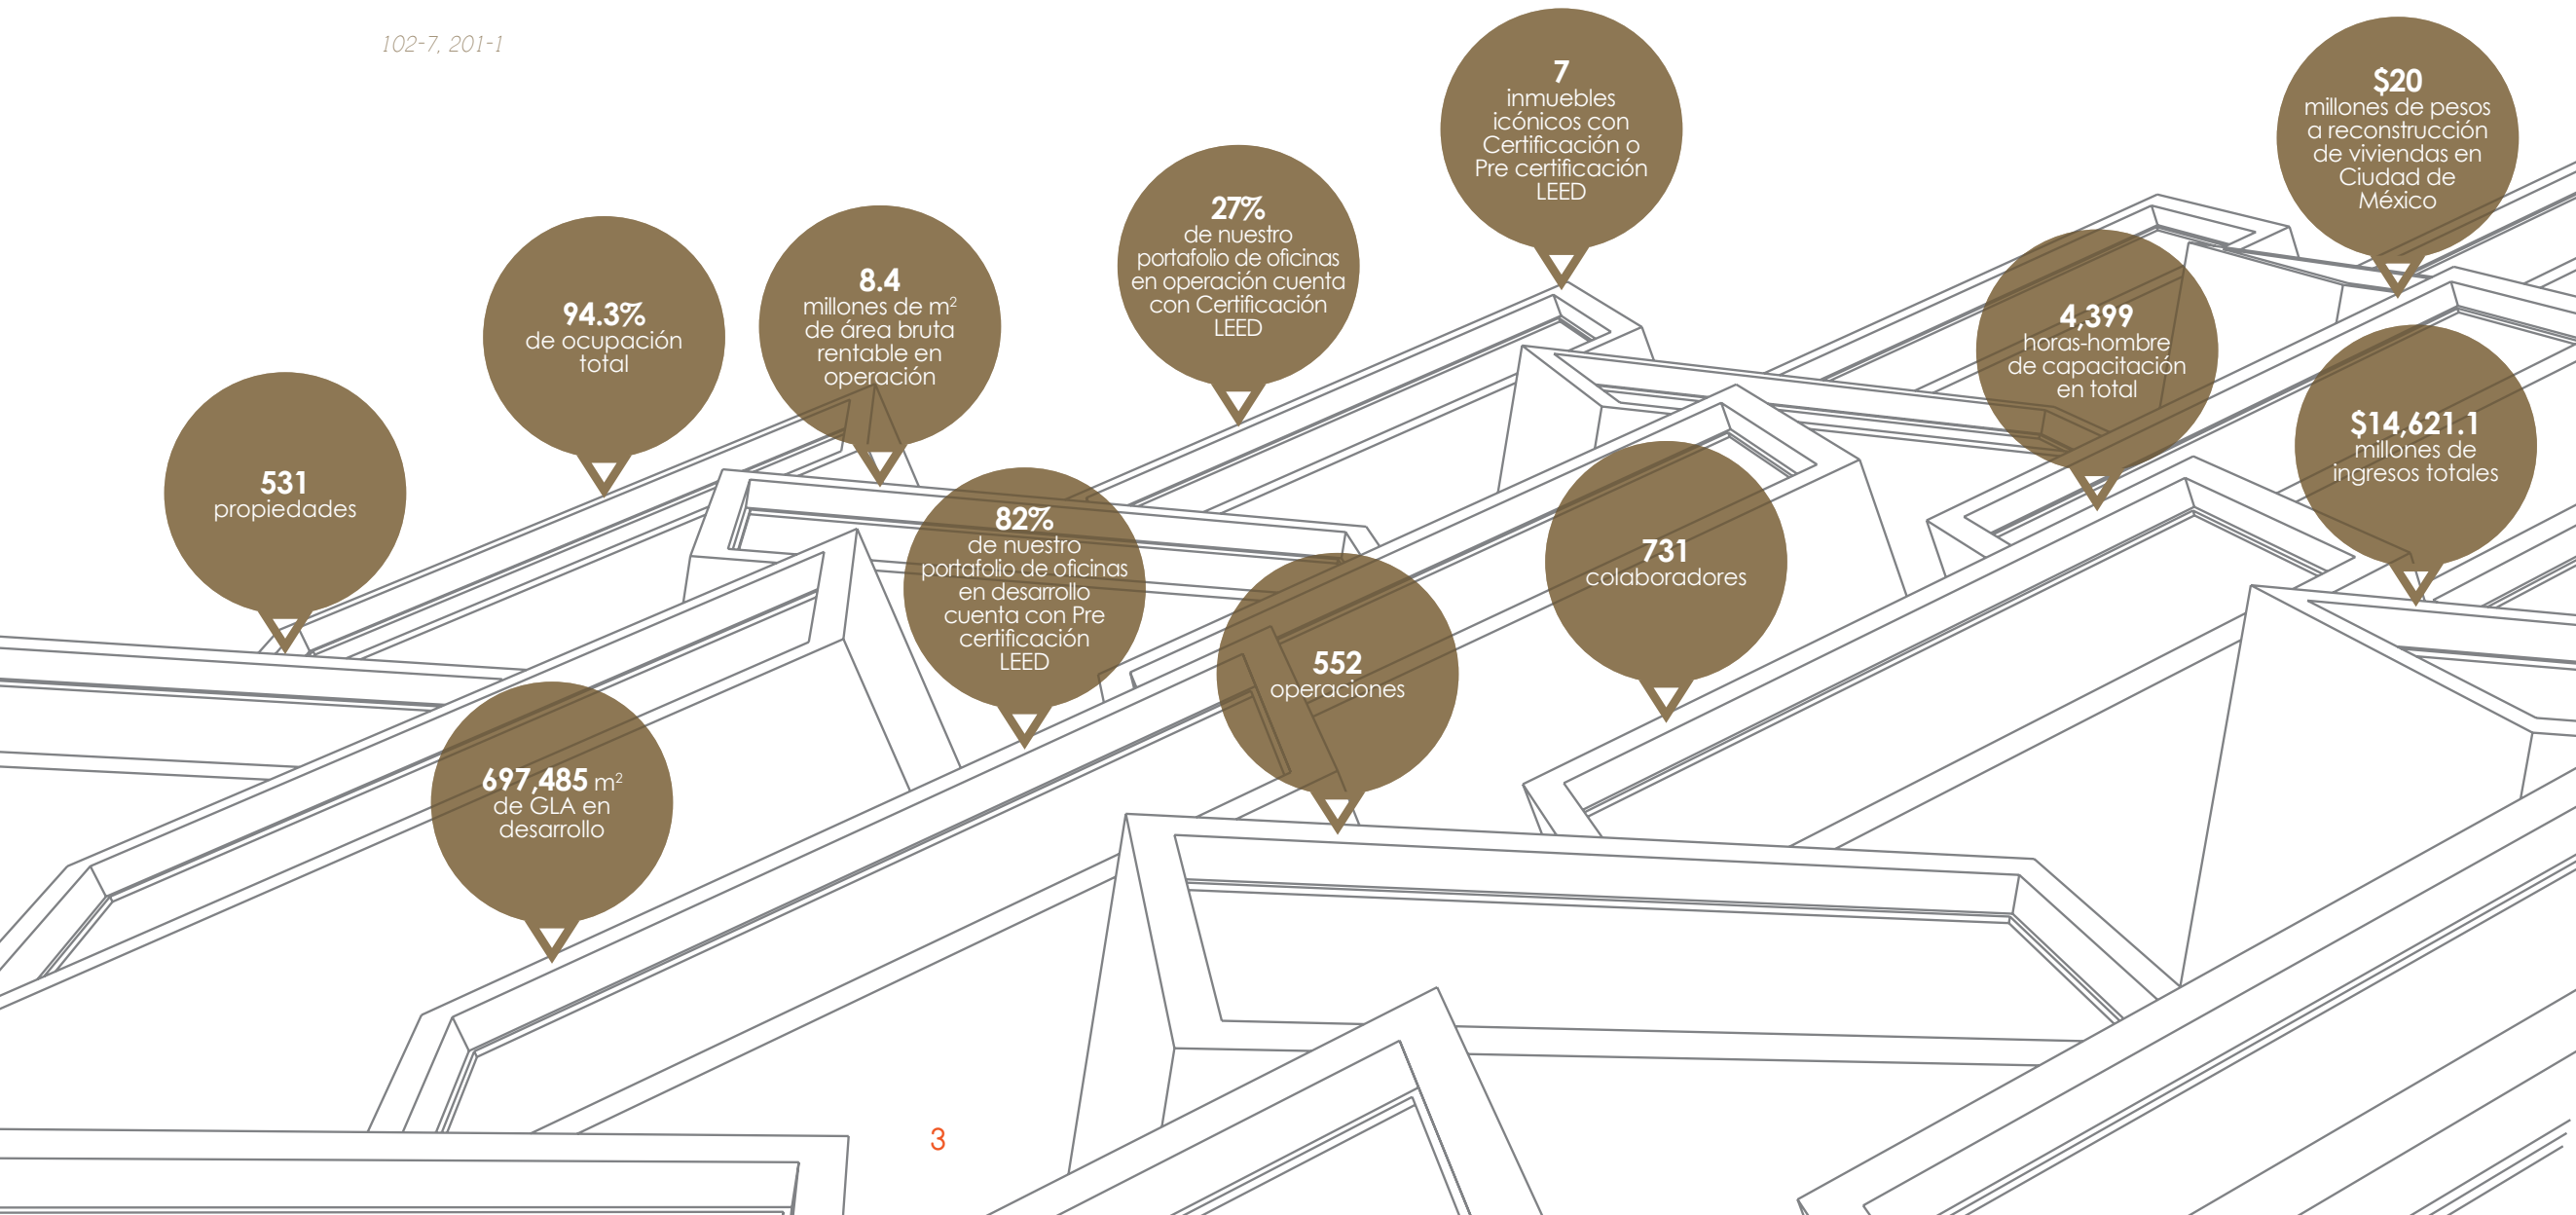 102-7, 201-1
531
propiedades
94.3%
de ocupación
total
8.4
millones de m²
de área bruta
rentable en
operación
27%
de nuestro
portafolio de oficinas
en operación cuenta
con Certificación
LEED
7
inmuebles
icónicos con
Certificación o
Pre certificación
LEED
$20
millones de pesos
a reconstrucción
de viviendas en
Ciudad de
México
4,399
horas-hombre
de capacitación
en total
$14,621.1
millones de
ingresos totales
697,485 m²
de GLA en
desarrollo
82%
de nuestro
portafolio de oficinas
en desarrollo
cuenta con Pre
certificación
LEED
552
operaciones
731
colaboradores
3